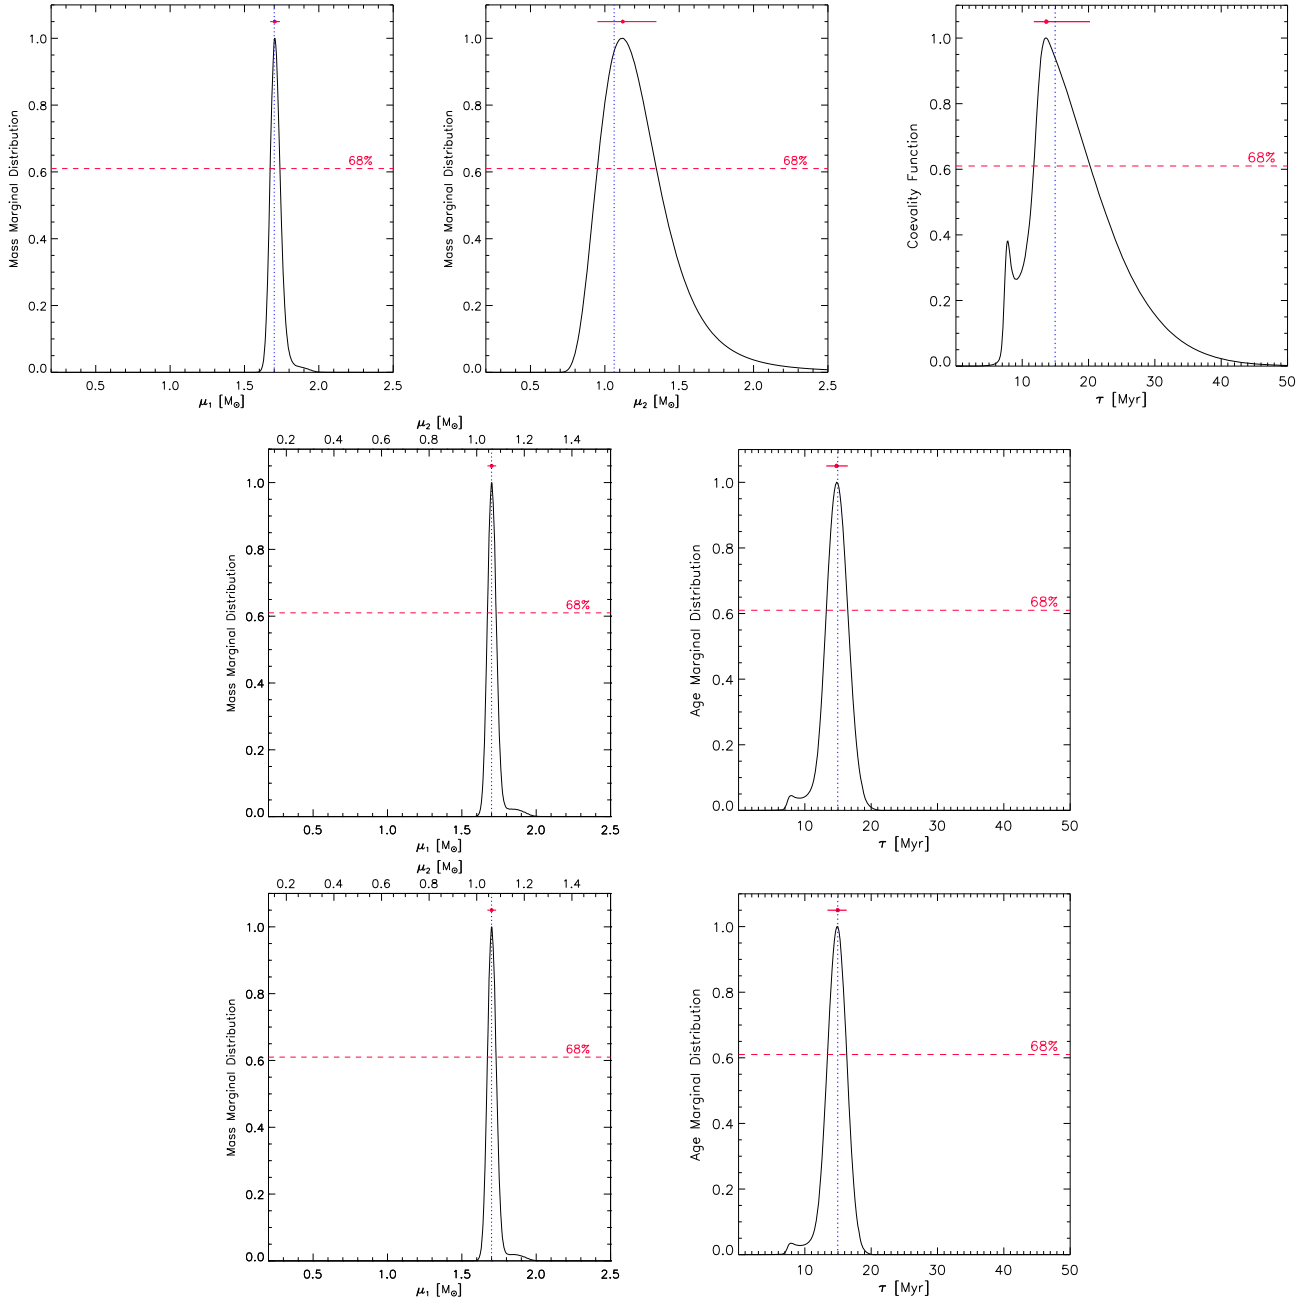 1.0
0.8
0.6
0.4
0.2
0.0
0.5 1.0 1.5 2.0 2.5
μ₁ [M☉]
Mass Marginal Distribution
68%
1.0
0.8
0.6
0.4
0.2
0.0
0.5 1.0 1.5 2.0 2.5
μ₂ [M☉]
Mass Marginal Distribution
68%
1.0
0.8
0.6
0.4
0.2
0.0
10 20 30 40 50
τ [Myr]
Coevality Function
68%
μ₂ [M☉]
0.2 0.4 0.6 0.8 1.0 1.2 1.4
1.0
0.8
0.6
0.4
0.2
0.0
0.5 1.0 1.5 2.0 2.5
μ₁ [M☉]
Mass Marginal Distribution
68%
1.0
0.8
0.6
0.4
0.2
0.0
10 20 30 40 50
τ [Myr]
Age Marginal Distribution
68%
μ₂ [M☉]
0.2 0.4 0.6 0.8 1.0 1.2 1.4
1.0
0.8
0.6
0.4
0.2
0.0
0.5 1.0 1.5 2.0 2.5
μ₁ [M☉]
Mass Marginal Distribution
68%
1.0
0.8
0.6
0.4
0.2
0.0
10 20 30 40 50
τ [Myr]
Age Marginal Distribution
68%